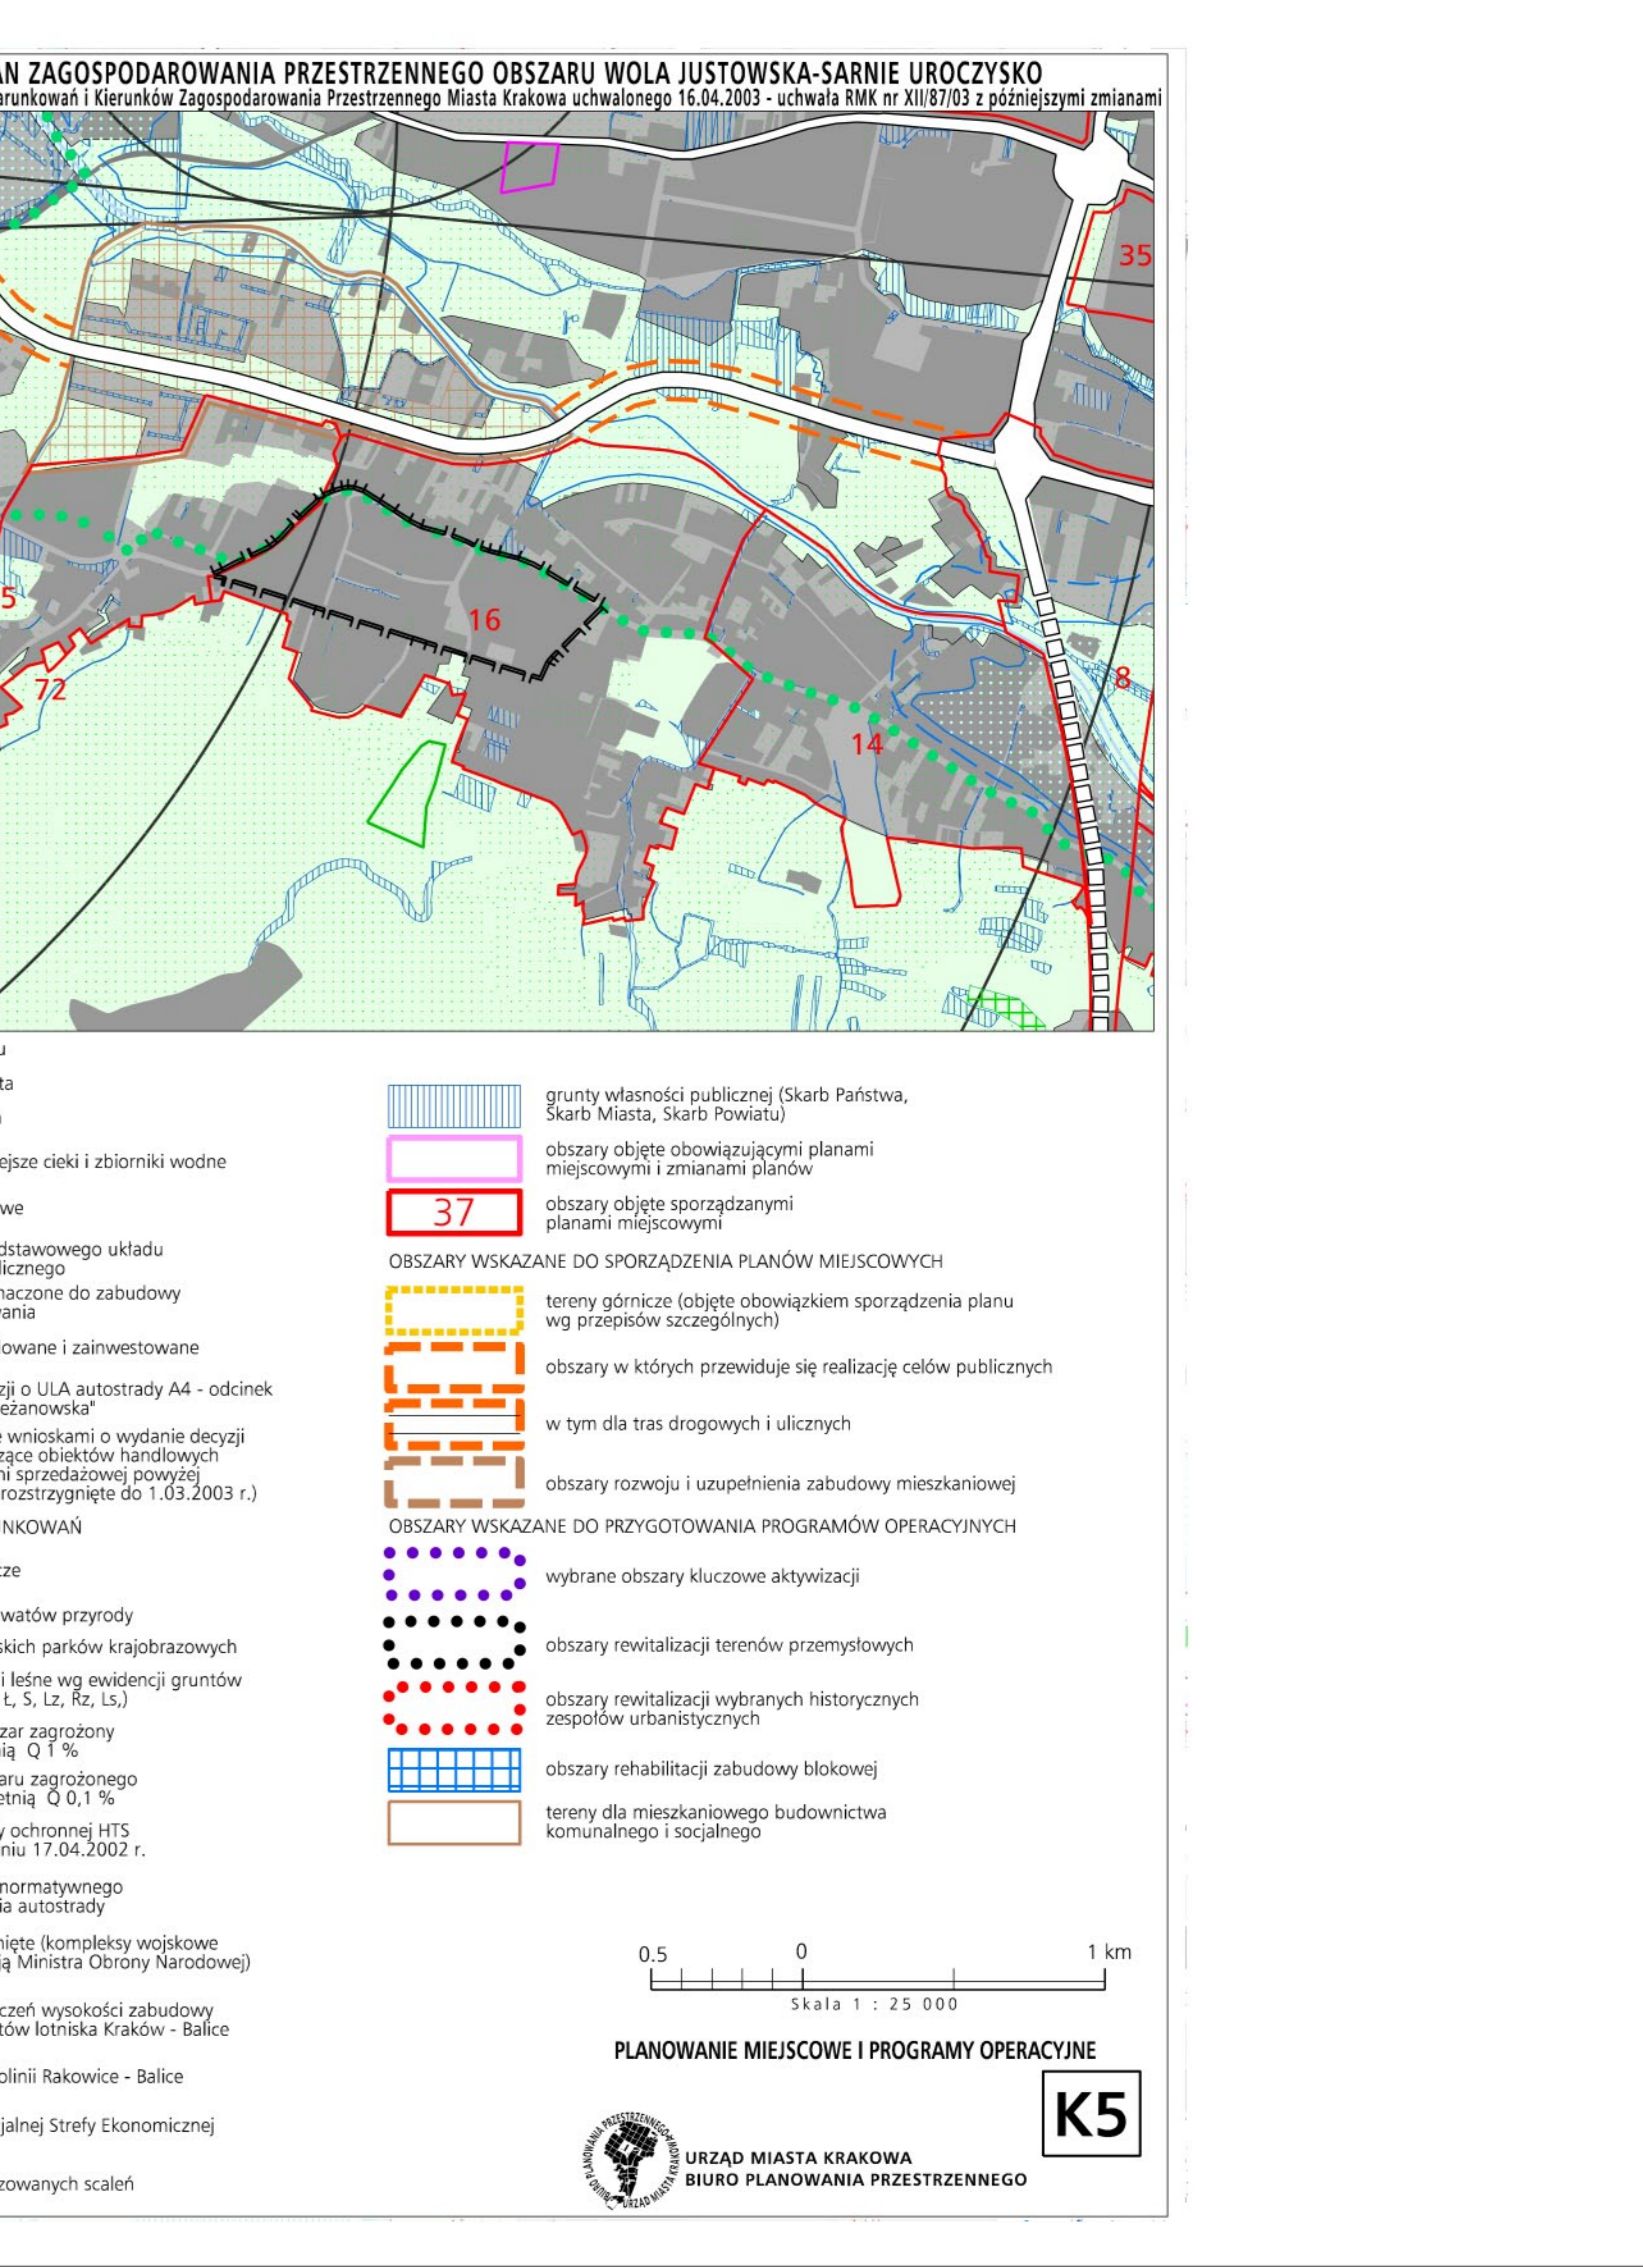 AN ZAGOSPODAROWANIA PRZESTRZENNEGO OBSZARU WOLA JUSTOWSKA-SARNIE UROCZYSKO
arunkowań i Kierunków Zagospodarowania Przestrzennego Miasta Krakowa uchwalonego 16.04.2003 - uchwała RMK nr XII/87/03 z późniejszymi zmianami
35
5
16
72
8
14
u
ta
ejsze cieki i zbiorniki wodne
we
dstawowego układu
licznego
naczone do zabudowy
vania
lowane i zainwestowane
zji o ULA autostrady A4 - odcinek
eżanowska"
e wnioskami o wydanie decyzji
zące obiektów handlowych
ni sprzedażowej powyżej
rozstrzygnięte do 1.03.2003 r.)
NKOWAŃ
cze
watów przyrody
skich parków krajobrazowych
i leśne wg ewidencji gruntów
Ł, S, Lz, Rz, Ls,)
zar zagrożony
nią Q 1 %
aru zagrożonego
etnią Q 0,1 %
y ochronnej HTS
niu 17.04.2002 r.
normatywnego
ia autostrady
nięte (kompleksy wojskowe
ją Ministra Obrony Narodowej)
czeń wysokości zabudowy
tów lotniska Kraków - Balice
olinii Rakowice - Balice
jalnej Strefy Ekonomicznej
zowanych scaleń
grunty własności publicznej (Skarb Państwa,
Skarb Miasta, Skarb Powiatu)
obszary objęte obowiązującymi planami
miejscowymi i zmianami planów
37
obszary objęte sporządzanymi
planami miejscowymi
OBSZARY WSKAZANE DO SPORZĄDZENIA PLANÓW MIEJSCOWYCH
tereny górnicze (objęte obowiązkiem sporządzenia planu
wg przepisów szczególnych)
obszary w których przewiduje się realizację celów publicznych
w tym dla tras drogowych i ulicznych
obszary rozwoju i uzupełnienia zabudowy mieszkaniowej
OBSZARY WSKAZANE DO PRZYGOTOWANIA PROGRAMÓW OPERACYJNYCH
wybrane obszary kluczowe aktywizacji
obszary rewitalizacji terenów przemysłowych
obszary rewitalizacji wybranych historycznych
zespołów urbanistycznych
obszary rehabilitacji zabudowy blokowej
tereny dla mieszkaniowego budownictwa
komunalnego i socjalnego
0.5 0 1 km
Skala 1 : 25 000
PLANOWANIE MIEJSCOWE I PROGRAMY OPERACYJNE
K5
BIURO PLANOWANIA PRZESTRZENNEGO
URZĄD MIASTA KRAKOWA
URZĄD MIASTA KRAKOWA
BIURO PLANOWANIA PRZESTRZENNEGO